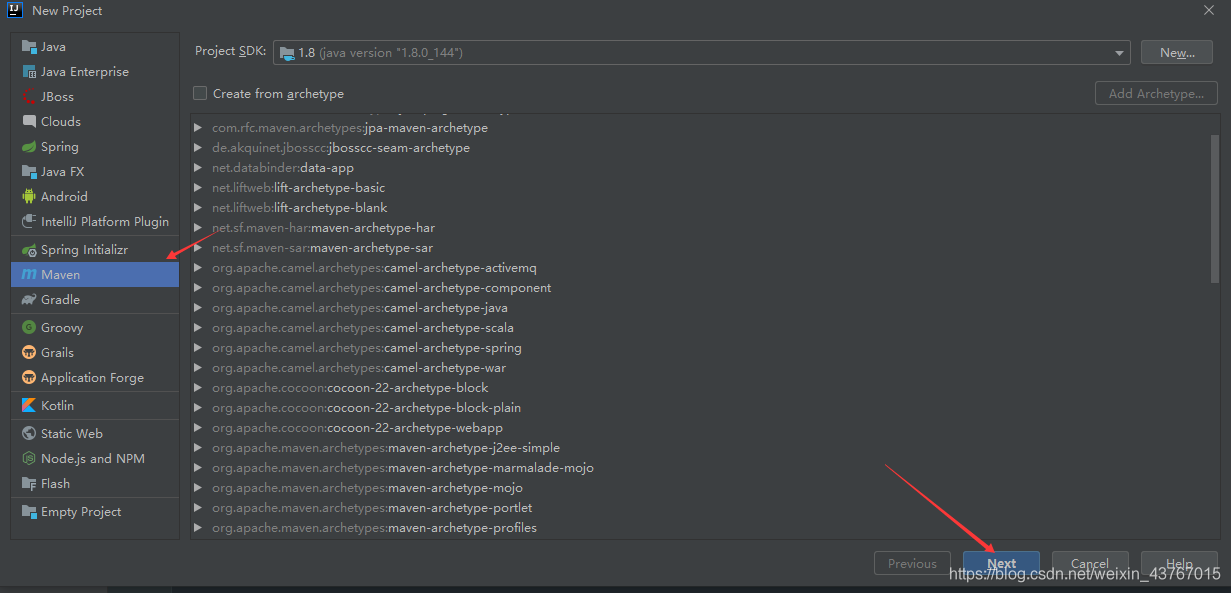 New Project
Java
Java Enterprise
JBoss
Clouds
Spring
Java FX
Android
IntelliJ Platform Plugin
Spring Initializr
Maven
Gradle
Groovy
Grails
Application Forge
Kotlin
Static Web
Node.js and NPM
Flash
Empty Project
Project SDK: 1.8 (java version "1.8.0_144") New...
Create from archetype Add Archetype...
com.rfc.maven.archetypes:jpa-maven-archetype
de.akquinet.jbosscc:jbosscc-seam-archetype
net.databinder:data-app
net.liftweb:lift-archetype-basic
net.liftweb:lift-archetype-blank
net.sf.maven-har:maven-archetype-har
net.sf.maven-sar:maven-archetype-sar
org.apache.camel.archetypes:camel-archetype-activemq
org.apache.camel.archetypes:camel-archetype-component
org.apache.camel.archetypes:camel-archetype-java
org.apache.camel.archetypes:camel-archetype-scala
org.apache.camel.archetypes:camel-archetype-spring
org.apache.camel.archetypes:camel-archetype-war
org.apache.cocoon:cocoon-22-archetype-block
org.apache.cocoon:cocoon-22-archetype-block-plain
org.apache.cocoon:cocoon-22-archetype-webapp
org.apache.maven.archetypes:maven-archetype-j2ee-simple
org.apache.maven.archetypes:maven-archetype-marmalade-mojo
org.apache.maven.archetypes:maven-archetype-mojo
org.apache.maven.archetypes:maven-archetype-portlet
org.apache.maven.archetypes:maven-archetype-profiles
Previous Next Cancel Help
https://blog.csdn.net/weixin_43767015